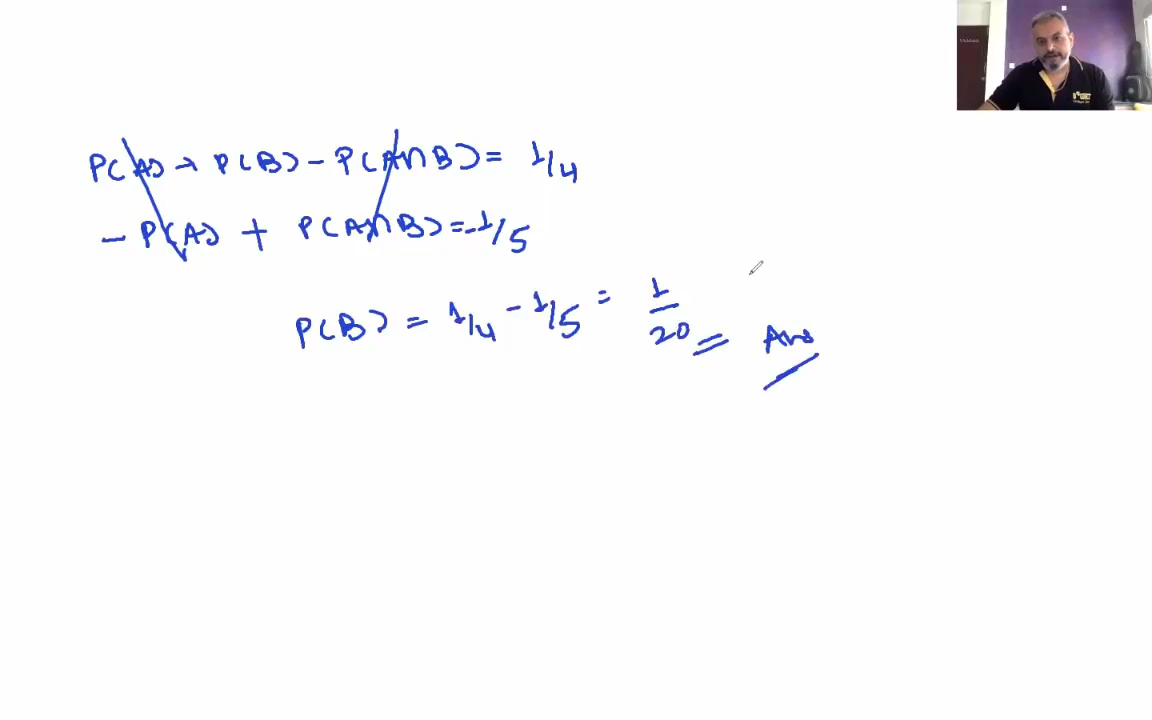 P(A) + P(B) - P(A∩B) = 1/4
- P(A) + P(A∩B) = -1/5
P(B) = 1/4 - 1/5 = 1/20 = Ans